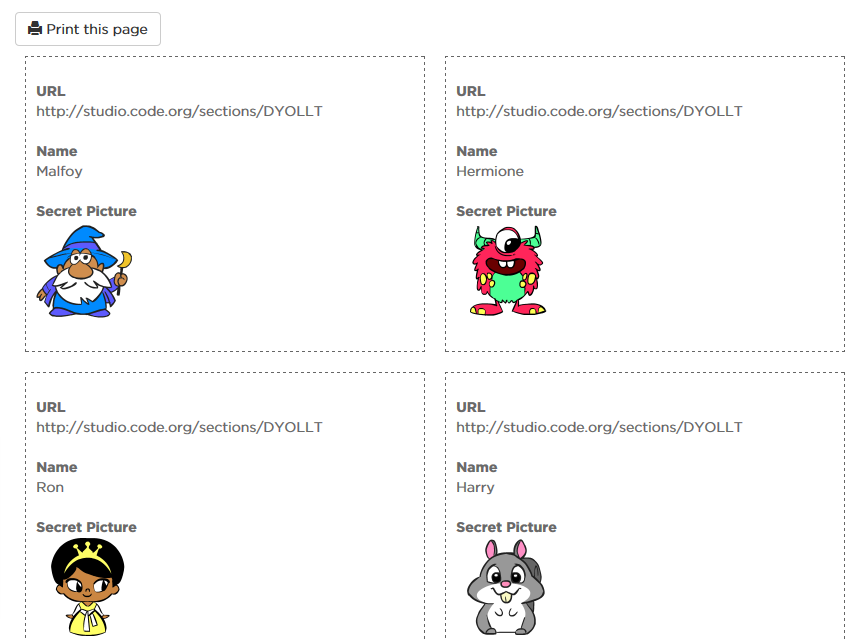 Print this page
URL
http://studio.code.org/sections/DYOLLT
Name
Malfoy
Secret Picture
URL
http://studio.code.org/sections/DYOLLT
Name
Hermione
Secret Picture
URL
http://studio.code.org/sections/DYOLLT
Name
Ron
Secret Picture
URL
http://studio.code.org/sections/DYOLLT
Name
Harry
Secret Picture